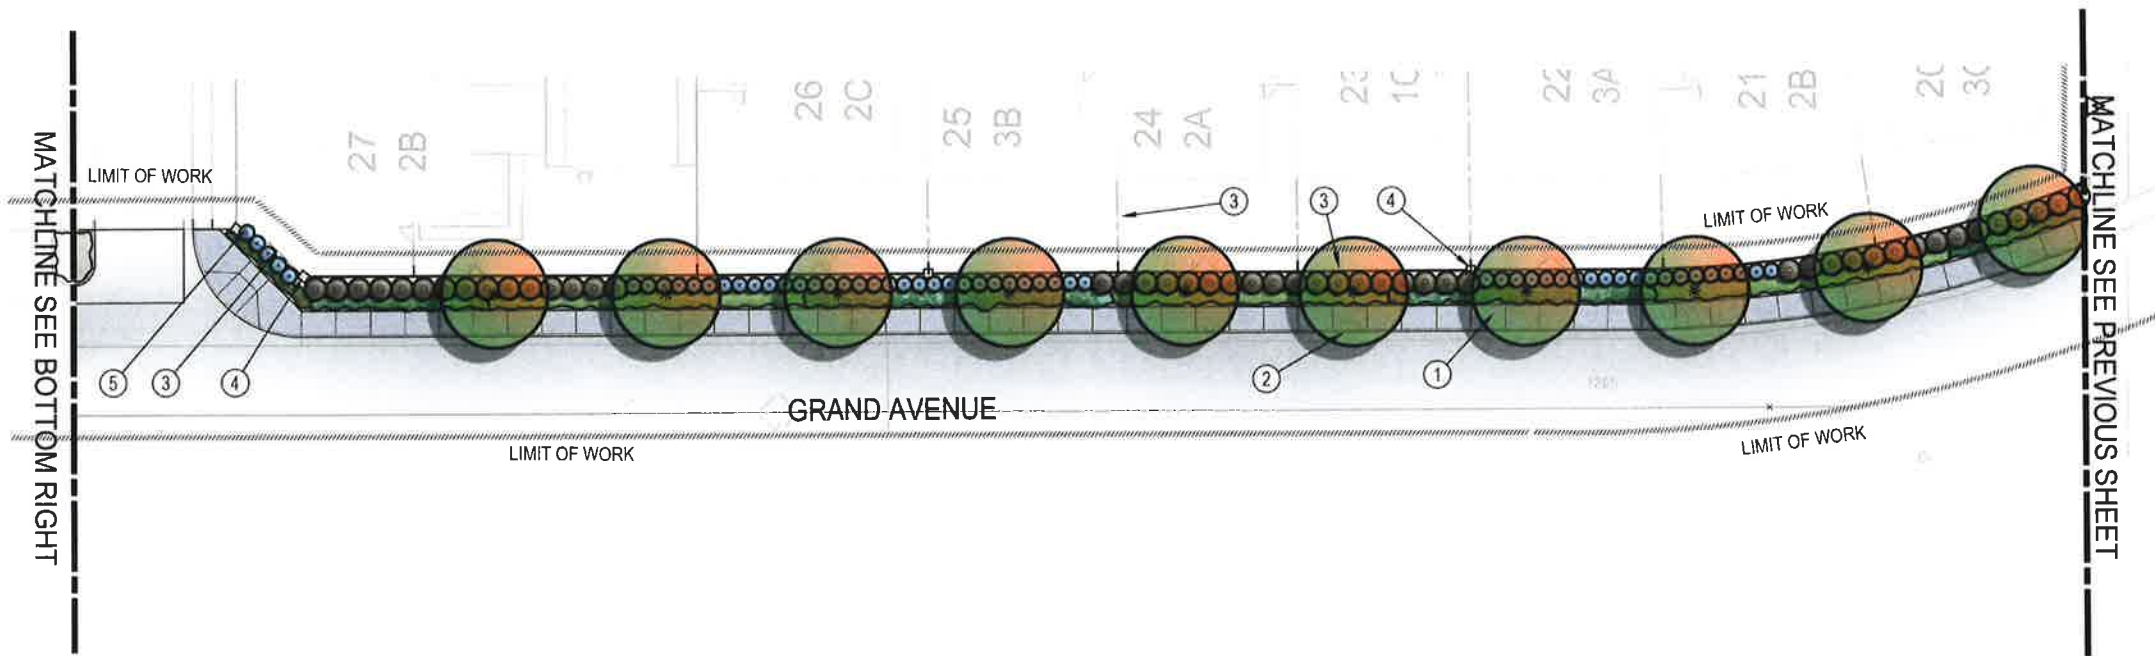 MATCHLINE SEE BOTTOM RIGHT
LIMIT OF WORK
27
2B
26
2C
25
3B
24
2A
23
1C
22
3A
21
2B
3
3
4
LIMIT OF WORK
MATCHLINE SEE PREVIOUS SHEET
5
3
4
2
1
GRAND AVENUE
LIMIT OF WORK
LIMIT OF WORK